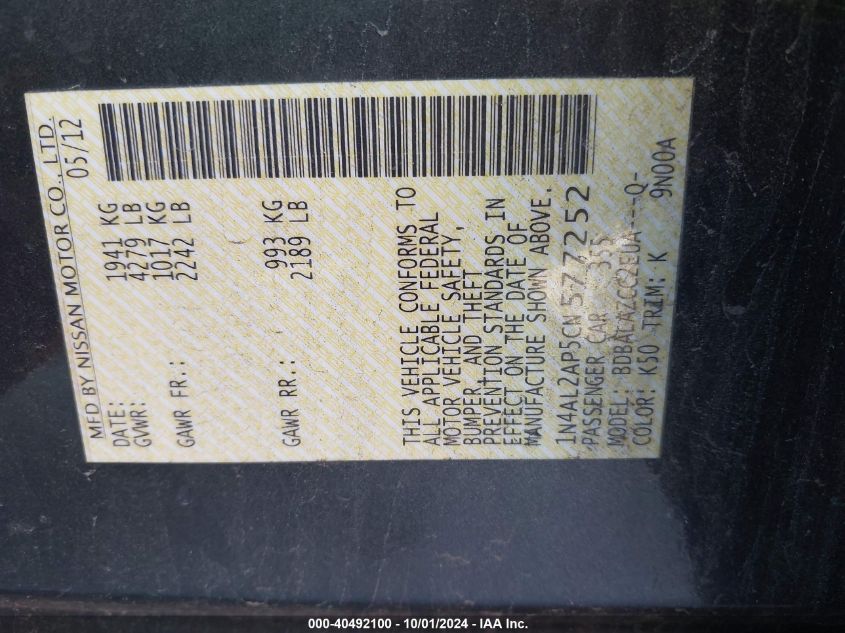 MFD BY NISSAN MOTOR CO., LTD.
DATE: 05/12
GVWR: 1941 KG
4279 LB
GAWR FR.: 1017 KG
2242 LB
GAWR RR.: 993 KG
2189 LB
THIS VEHICLE CONFORMS TO
ALL APPLICABLE FEDERAL
MOTOR VEHICLE SAFETY,
BUMPER, AND THEFT
PREVENTION STANDARDS IN
EFFECT ON THE DATE OF
MANUFACTURE SHOWN ABOVE.
1N4AL2AP5CN577252
PASSENGER CAR 355
MODEL: BDBALAZCC2EUA---Q-
COLOR: K50 TRIM: K 9N00A
000-40492100 - 10/01/2024 - IAA Inc.